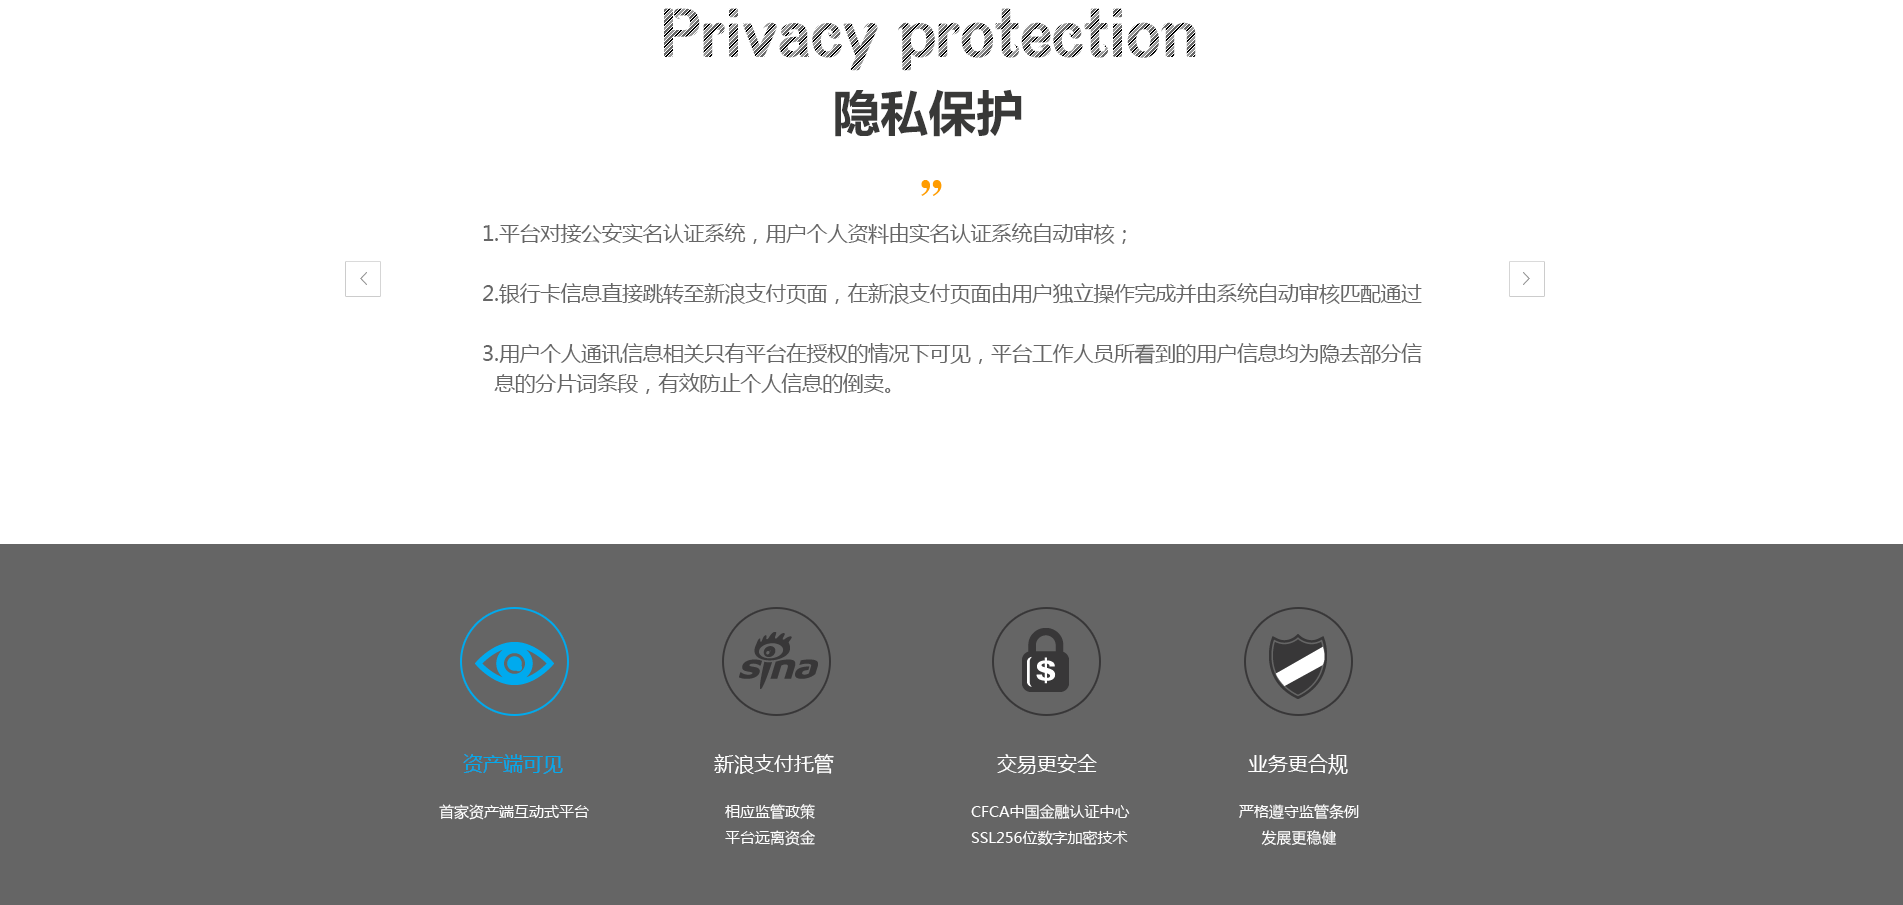 Privacy protection
隐私保护
”
1.平台对接公安实名认证系统，用户个人资料由实名认证系统自动审核；
2.银行卡信息直接跳转至新浪支付页面，在新浪支付页面由用户独立操作完成并由系统自动审核匹配通过
3.用户个人通讯信息相关只有平台在授权的情况下可见，平台工作人员所看到的用户信息均为隐去部分信
息的分片词条段，有效防止个人信息的倒卖。
sina
$
资产端可见
新浪支付托管
交易更安全
业务更合规
首家资产端互动式平台
相应监管政策
平台远离资金
CFCA中国金融认证中心
SSL256位数字加密技术
严格遵守监管条例
发展更稳健